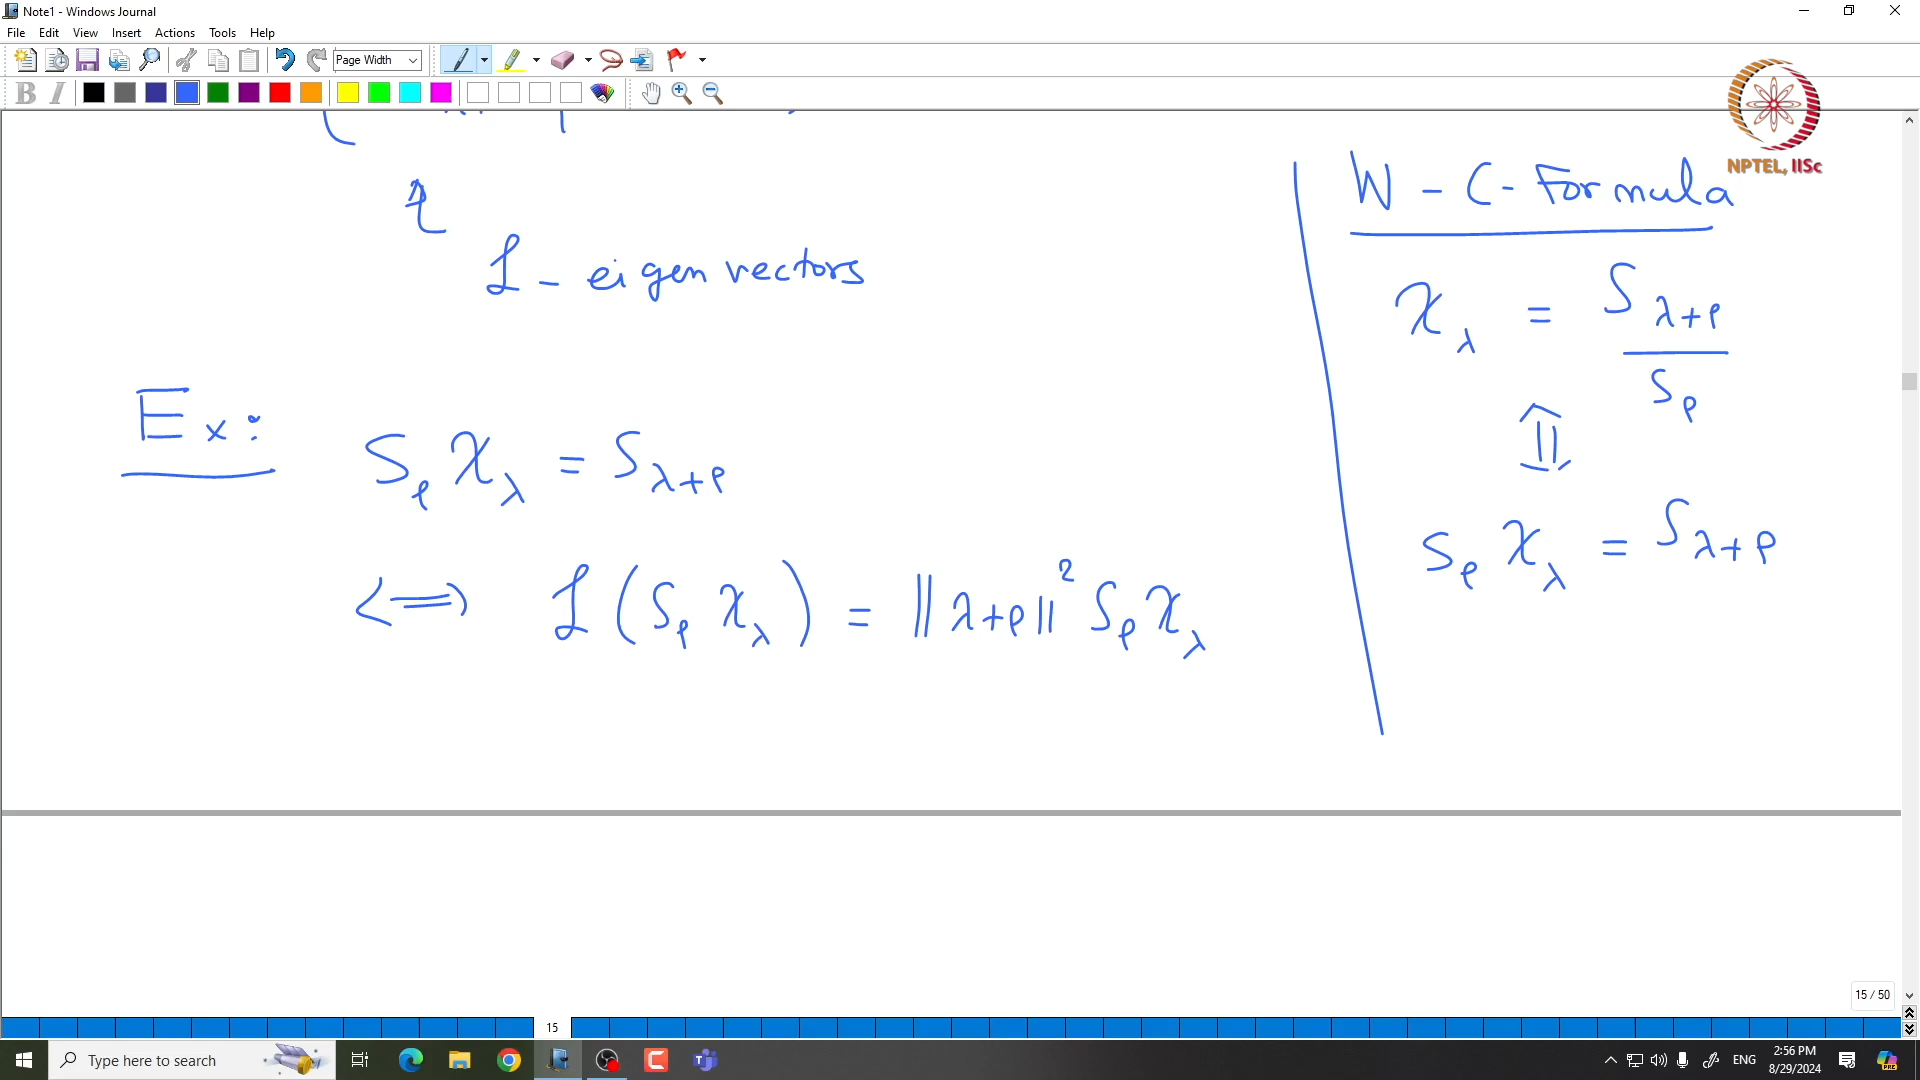 Note1 - Windows Journal
File Edit View Insert Actions Tools Help
Page Width
B I
NPTEL, IISc
L - eigen vectors
Ex: S_ρ χ_λ = S_{λ+ρ}
⟺ L(S_ρ χ_λ) = ||λ+ρ||² S_ρ χ_λ
W - C - Formula
χ_λ = S_{λ+ρ} / S_ρ
⇕
S_ρ χ_λ = S_{λ+ρ}
15 / 50
15
Type here to search
ENG
2:56 PM
8/29/2024